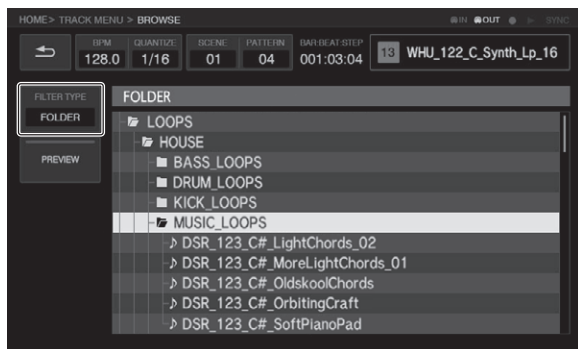 HOME> TRACK MENU > BROWSE
IN OUT SYNC
BPM QUANTIZE SCENE PATTERN BAR:BEAT:STEP
128.0 1/16 01 04 001:03:04 13 WHU_122_C_Synth_Lp_16
FILTER TYPE
FOLDER
FOLDER
PREVIEW
LOOPS
HOUSE
BASS_LOOPS
DRUM_LOOPS
KICK_LOOPS
MUSIC_LOOPS
DSR_123_C#_LightChords_02
DSR_123_C#_MoreLightChords_01
DSR_123_C#_OldskoolChords
DSR_123_C#_OrbitingCraft
DSR_123_C#_SoftPianoPad